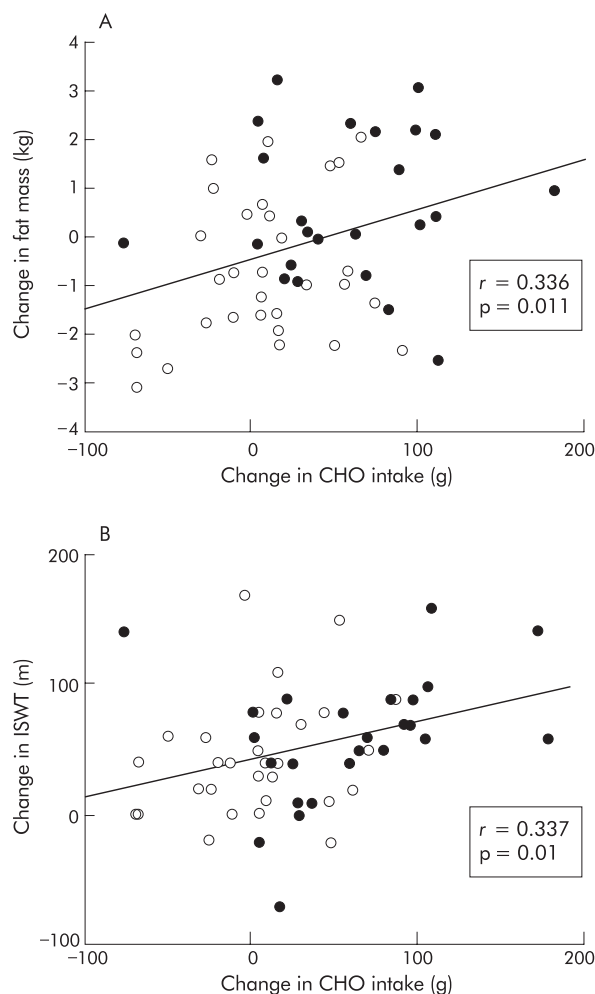 A
4
3
2
1
0
−1
−2
−3
−4
Change in fat mass (kg)
r = 0.336
p = 0.011
−100
0
100
200
Change in CHO intake (g)
B
200
100
0
−100
Change in ISWT (m)
r = 0.337
p = 0.01
−100
0
100
200
Change in CHO intake (g)